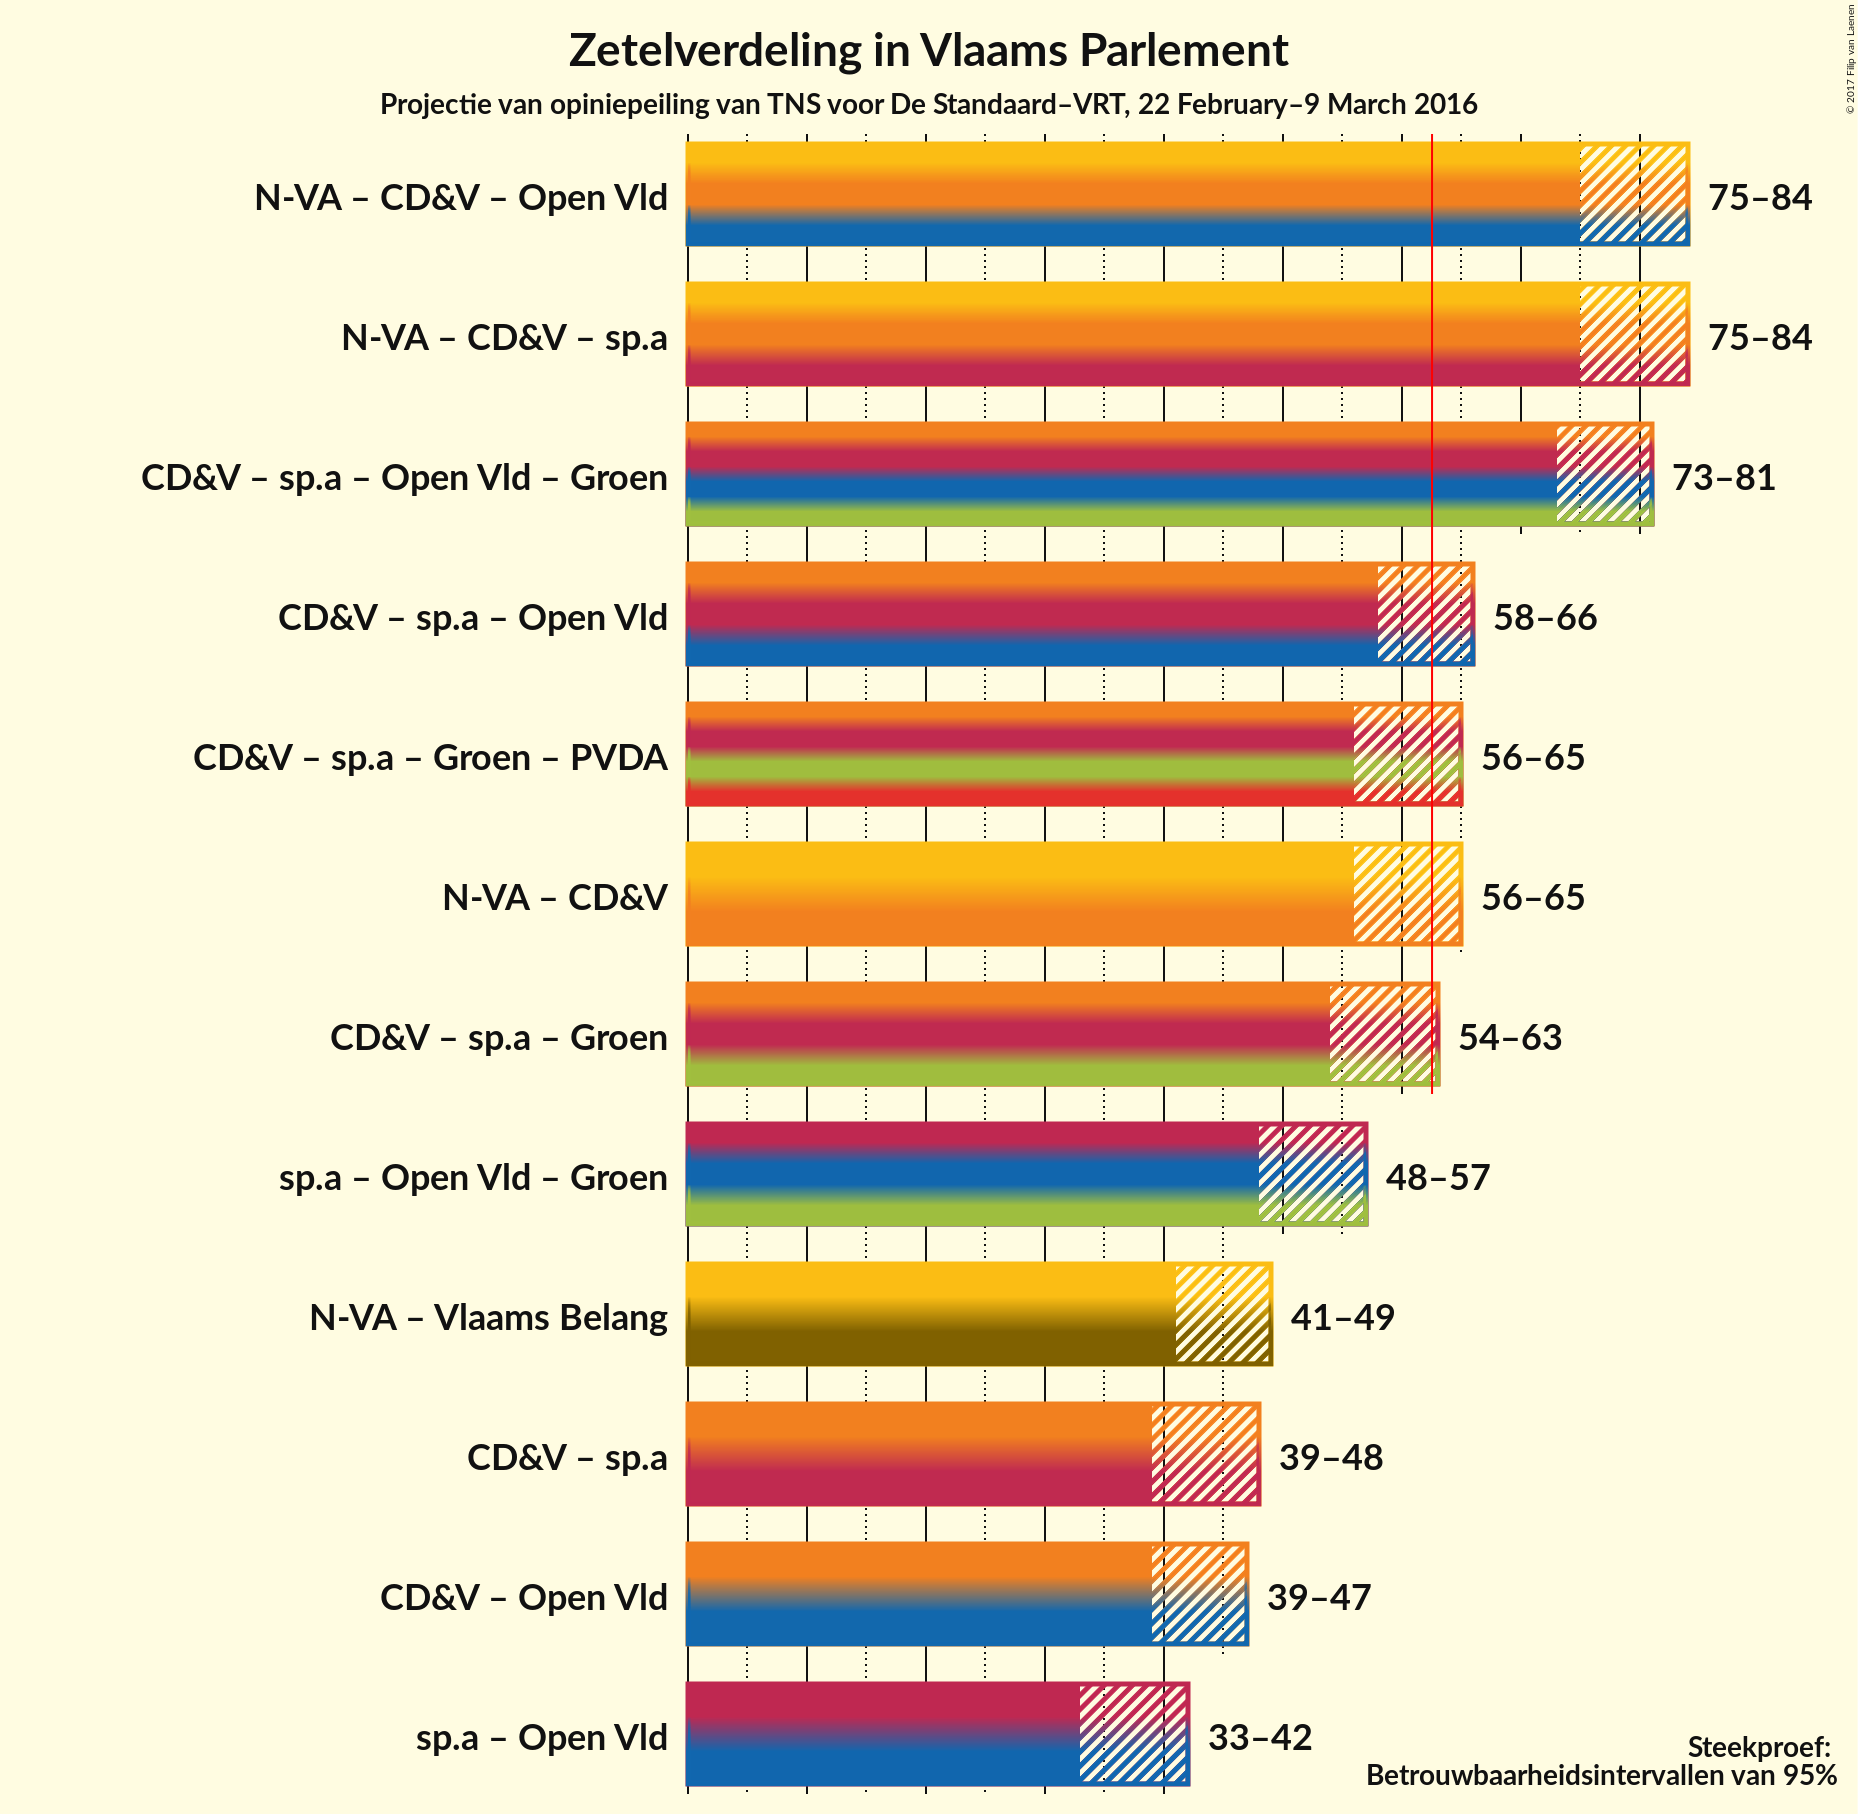 © 2017 Filip van Laenen
Zetelverdeling in Vlaams Parlement
Projectie van opiniepeiling van TNS voor De Standaard–VRT, 22 February–9 March 2016
N-VA – CD&V – Open Vld 75–84
N-VA – CD&V – sp.a 75–84
CD&V – sp.a – Open Vld – Groen 73–81
CD&V – sp.a – Open Vld 58–66
CD&V – sp.a – Groen – PVDA 56–65
N-VA – CD&V 56–65
CD&V – sp.a – Groen 54–63
sp.a – Open Vld – Groen 48–57
N-VA – Vlaams Belang 41–49
CD&V – sp.a 39–48
CD&V – Open Vld 39–47
sp.a – Open Vld 33–42
Steekproef:
Betrouwbaarheidsintervallen van 95%